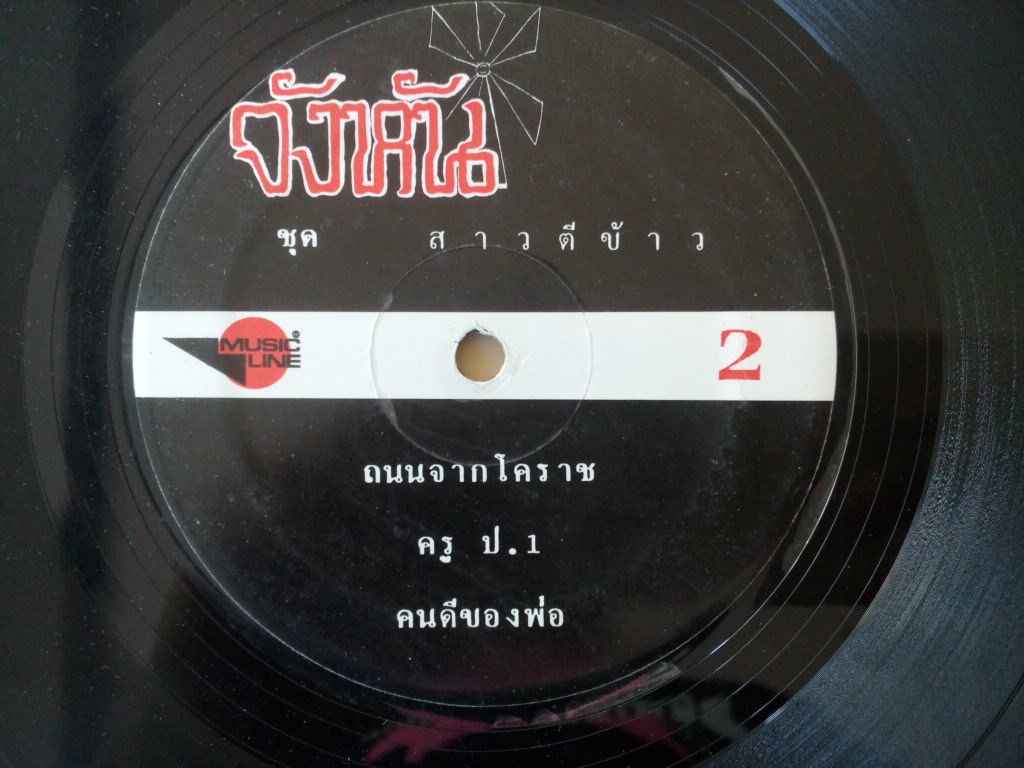 จังหัน
ชุด สาวตีข้าว
MUSIC LINE
2
ถนนจากโคราช
ครู ป.1
คนดีของพ่อ